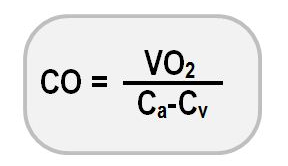 CO = VO₂
Cₐ-Cᵥ